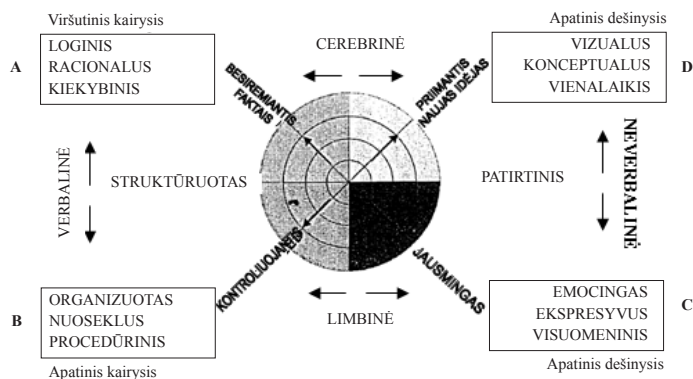 Viršutinis kairysis
Apatinis dešinysis
A
LOGINIS
RACIONALUS
KIEKYBINIS
CEREBRINĖ
VIZUALUS
KONCEPTUALUS
VIENALAIKIS
D
BESIREMIANTIS
FAKTAIS
PRIIMANTIS
NAUJAS IDĖJAS
VERBALINĖ
STRUKTŪRUOTAS
PATIRTINIS
NEVERBALINĖ
KONTROLIUOJANTIS
JAUSMINGAS
B
ORGANIZUOTAS
NUOSEKLUS
PROCEDŪRINIS
LIMBINĖ
EMOCINGAS
EKSPRESYVUS
VISUOMENINIS
C
Apatinis kairysis
Apatinis dešinysis